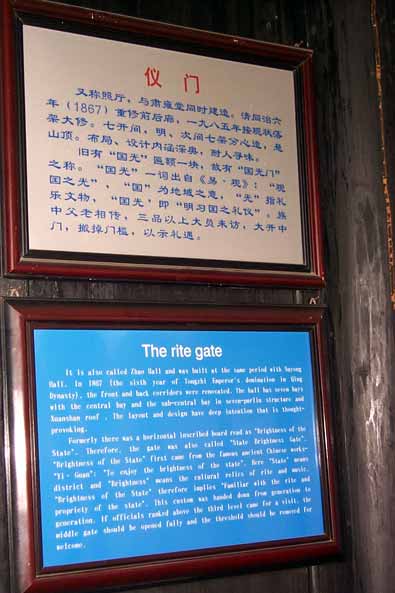 仪门
又称照厅，与肃雍堂同时建造。清同治六
年（1867）重修前后廊，一九八五年按现状落
架大修。七开间，明、次间七架分心造，悬
山顶。布局、设计内涵深奥，耐人寻味。
旧有“国光”匾额一块，故有“国光门”
之称。“国光”一词出自《易·观》：“观
国之光”，“国”为地域之意，“光”指礼
乐文物，“国光”即“明习国之礼仪”。族
中父老相传，三品以上大员来访，大开中
门，撤掉门槛，以示礼遇。
The rite gate
It is also called Zhao Hall and was built at the same period with Suyong
Hall. In 1867 (the sixth year of Tongzhi Emperor's domination in Qing
Dynasty), the front and back corridors were renovated. The hall has seven bays
with the central bay and the sub-central bay in seven-purlin structure and
Xuanshan roof . The layout and design have deep intention that is thought-
provoking.
Formerly there was a horizontal inscribed board read as "Brightness of the
State". Therefore, the gate was also called "State Brightness Gate".
"Brightness of the State" first came from the famous ancient Chinese works-
"Yi - Guan": "To enjoy the brightness of the state". Here "State" means
district and "Brightness" means the cultural relics of rite and music.
"Brightness of the State" therefore implies "Familiar with the rite and
propriety of the state". This custom was handed down from generation to
generation. If officials ranked above the third level came for a visit, the
middle gate should be opened fully and the threshold should be removed for
welcome.